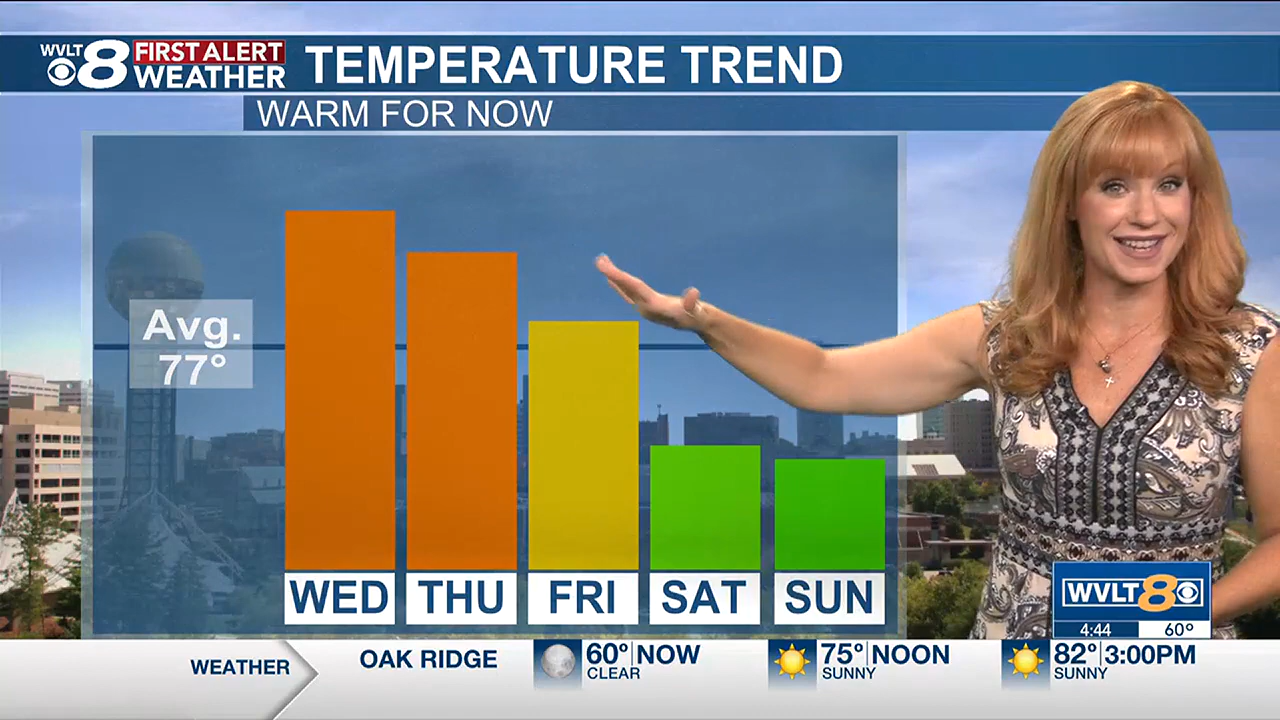 WVLT 8 FIRST ALERT WEATHER
TEMPERATURE TREND
WARM FOR NOW
Avg.
77°
WED THU FRI SAT SUN
WVLT 8
4:44 60°
WEATHER
OAK RIDGE
60° NOW
CLEAR
75° NOON
SUNNY
82° 3:00PM
SUNNY